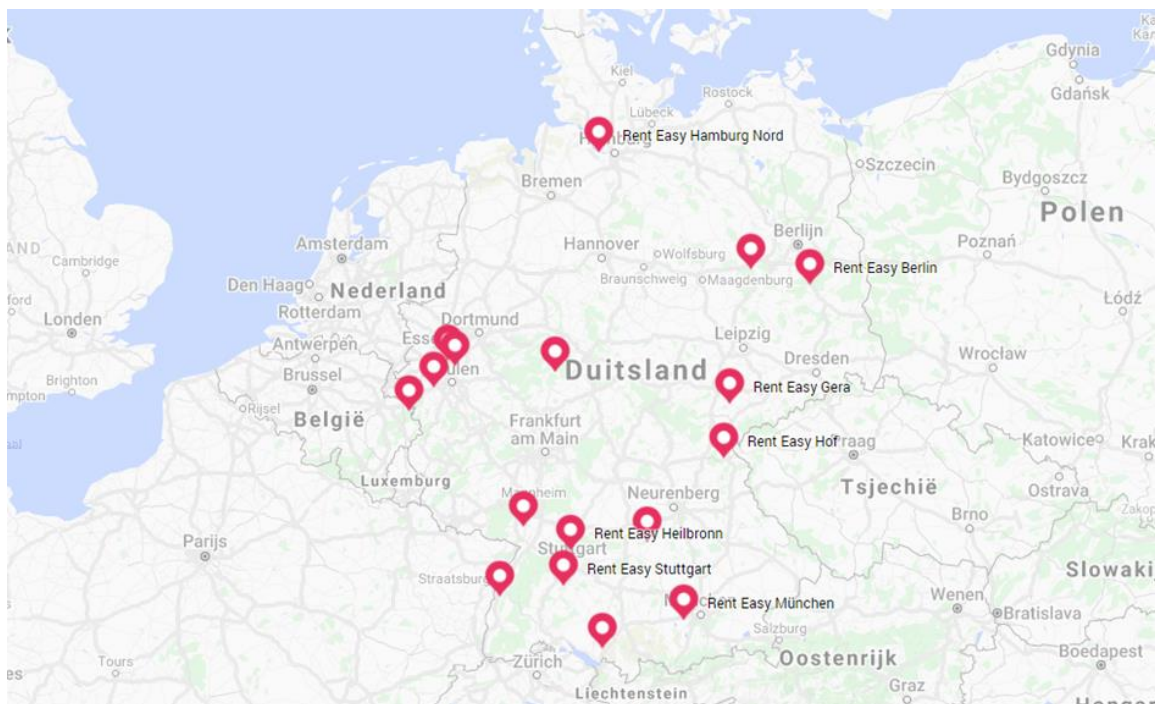 Gdynia
Kiel
Gdańsk
Rostock
Lübeck
Rent Easy Hamburg Nord
Szczecin
Bremen
Bydgoszcz
Polen
Berlijn
Amsterdam
Hannover
Wolfsburg
Poznań
Cambridge
Rent Easy Berlin
Braunschweig
Maagdenburg
Den Haag
Nederland
Rotterdam
Łódź
Londen
Dortmund
Leipzig
Antwerpen
Dresden
Wrocław
Duitsland
Brussel
Brighton
Rent Easy Gera
Rijsel
België
Frankfurt
am Main
Rent Easy Hof
Katowice
Luxemburg
Tsjechië
Ostrava
Neurenberg
Brno
Rent Easy Heilbronn
Parijs
Stuttgart
Straatsburg
Rent Easy Stuttgart
Wenen
Rent Easy München
Bratislava
Salzburg
Boedapest
Oostenrijk
Tours
Zürich
Graz
Liechtenstein